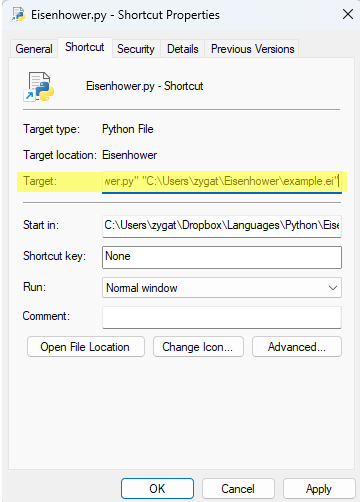 Eisenhower.py - Shortcut Properties
General Shortcut Security Details Previous Versions
Eisenhower.py - Shortcut
Target type: Python File
Target location: Eisenhower
Target: wer.py" "C:\Users\zygat\Eisenhower\example.ei"
Start in: C:\Users\zygat\Dropbox\Languages\Python\Eise
Shortcut key: None
Run: Normal window
Comment:
Open File Location Change Icon... Advanced...
OK Cancel Apply